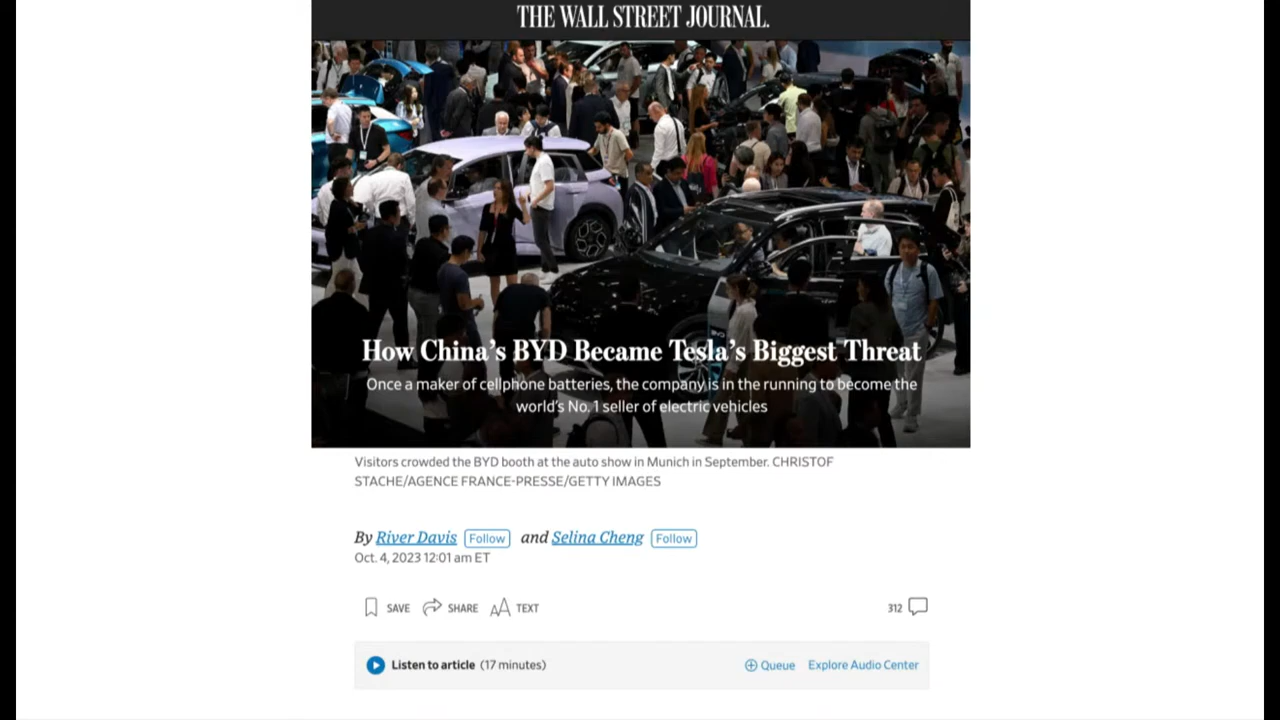 THE WALL STREET JOURNAL.
BYD
How China's BYD Became Tesla's Biggest Threat
Once a maker of cellphone batteries, the company is in the running to become the
world's No. 1 seller of electric vehicles
Visitors crowded the BYD booth at the auto show in Munich in September. CHRISTOF
STACHE/AGENCE FRANCE-PRESSE/GETTY IMAGES
By River Davis Follow and Selina Cheng Follow
Oct. 4, 2023 12:01 am ET
SAVE SHARE AA TEXT 312
Listen to article (17 minutes) Queue Explore Audio Center